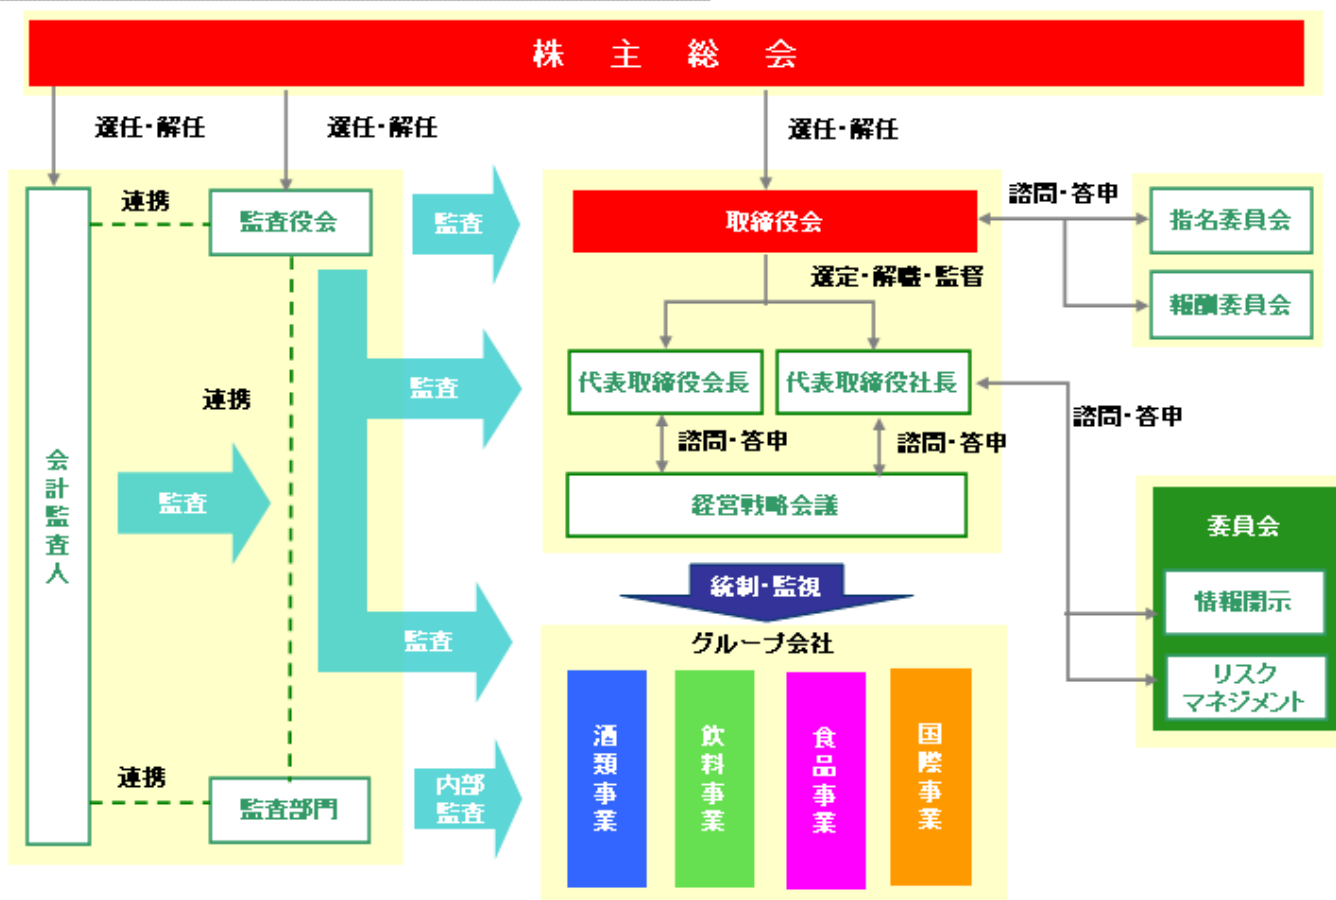 株主総会
選任・解任
選任・解任
選任・解任
連携
監査役会
監査
取締役会
諮問・答申
指名委員会
選定・解職・監督
報酬委員会
代表取締役会長
代表取締役社長
監査
連携
諮問・答申
諮問・答申
諮問・答申
会計監査人
監査
経営戦略会議
委員会
統制・監視
情報開示
監査
グループ会社
リスク
マネジメント
酒類事業
飲料事業
食品事業
国際事業
連携
監査部門
内部
監査